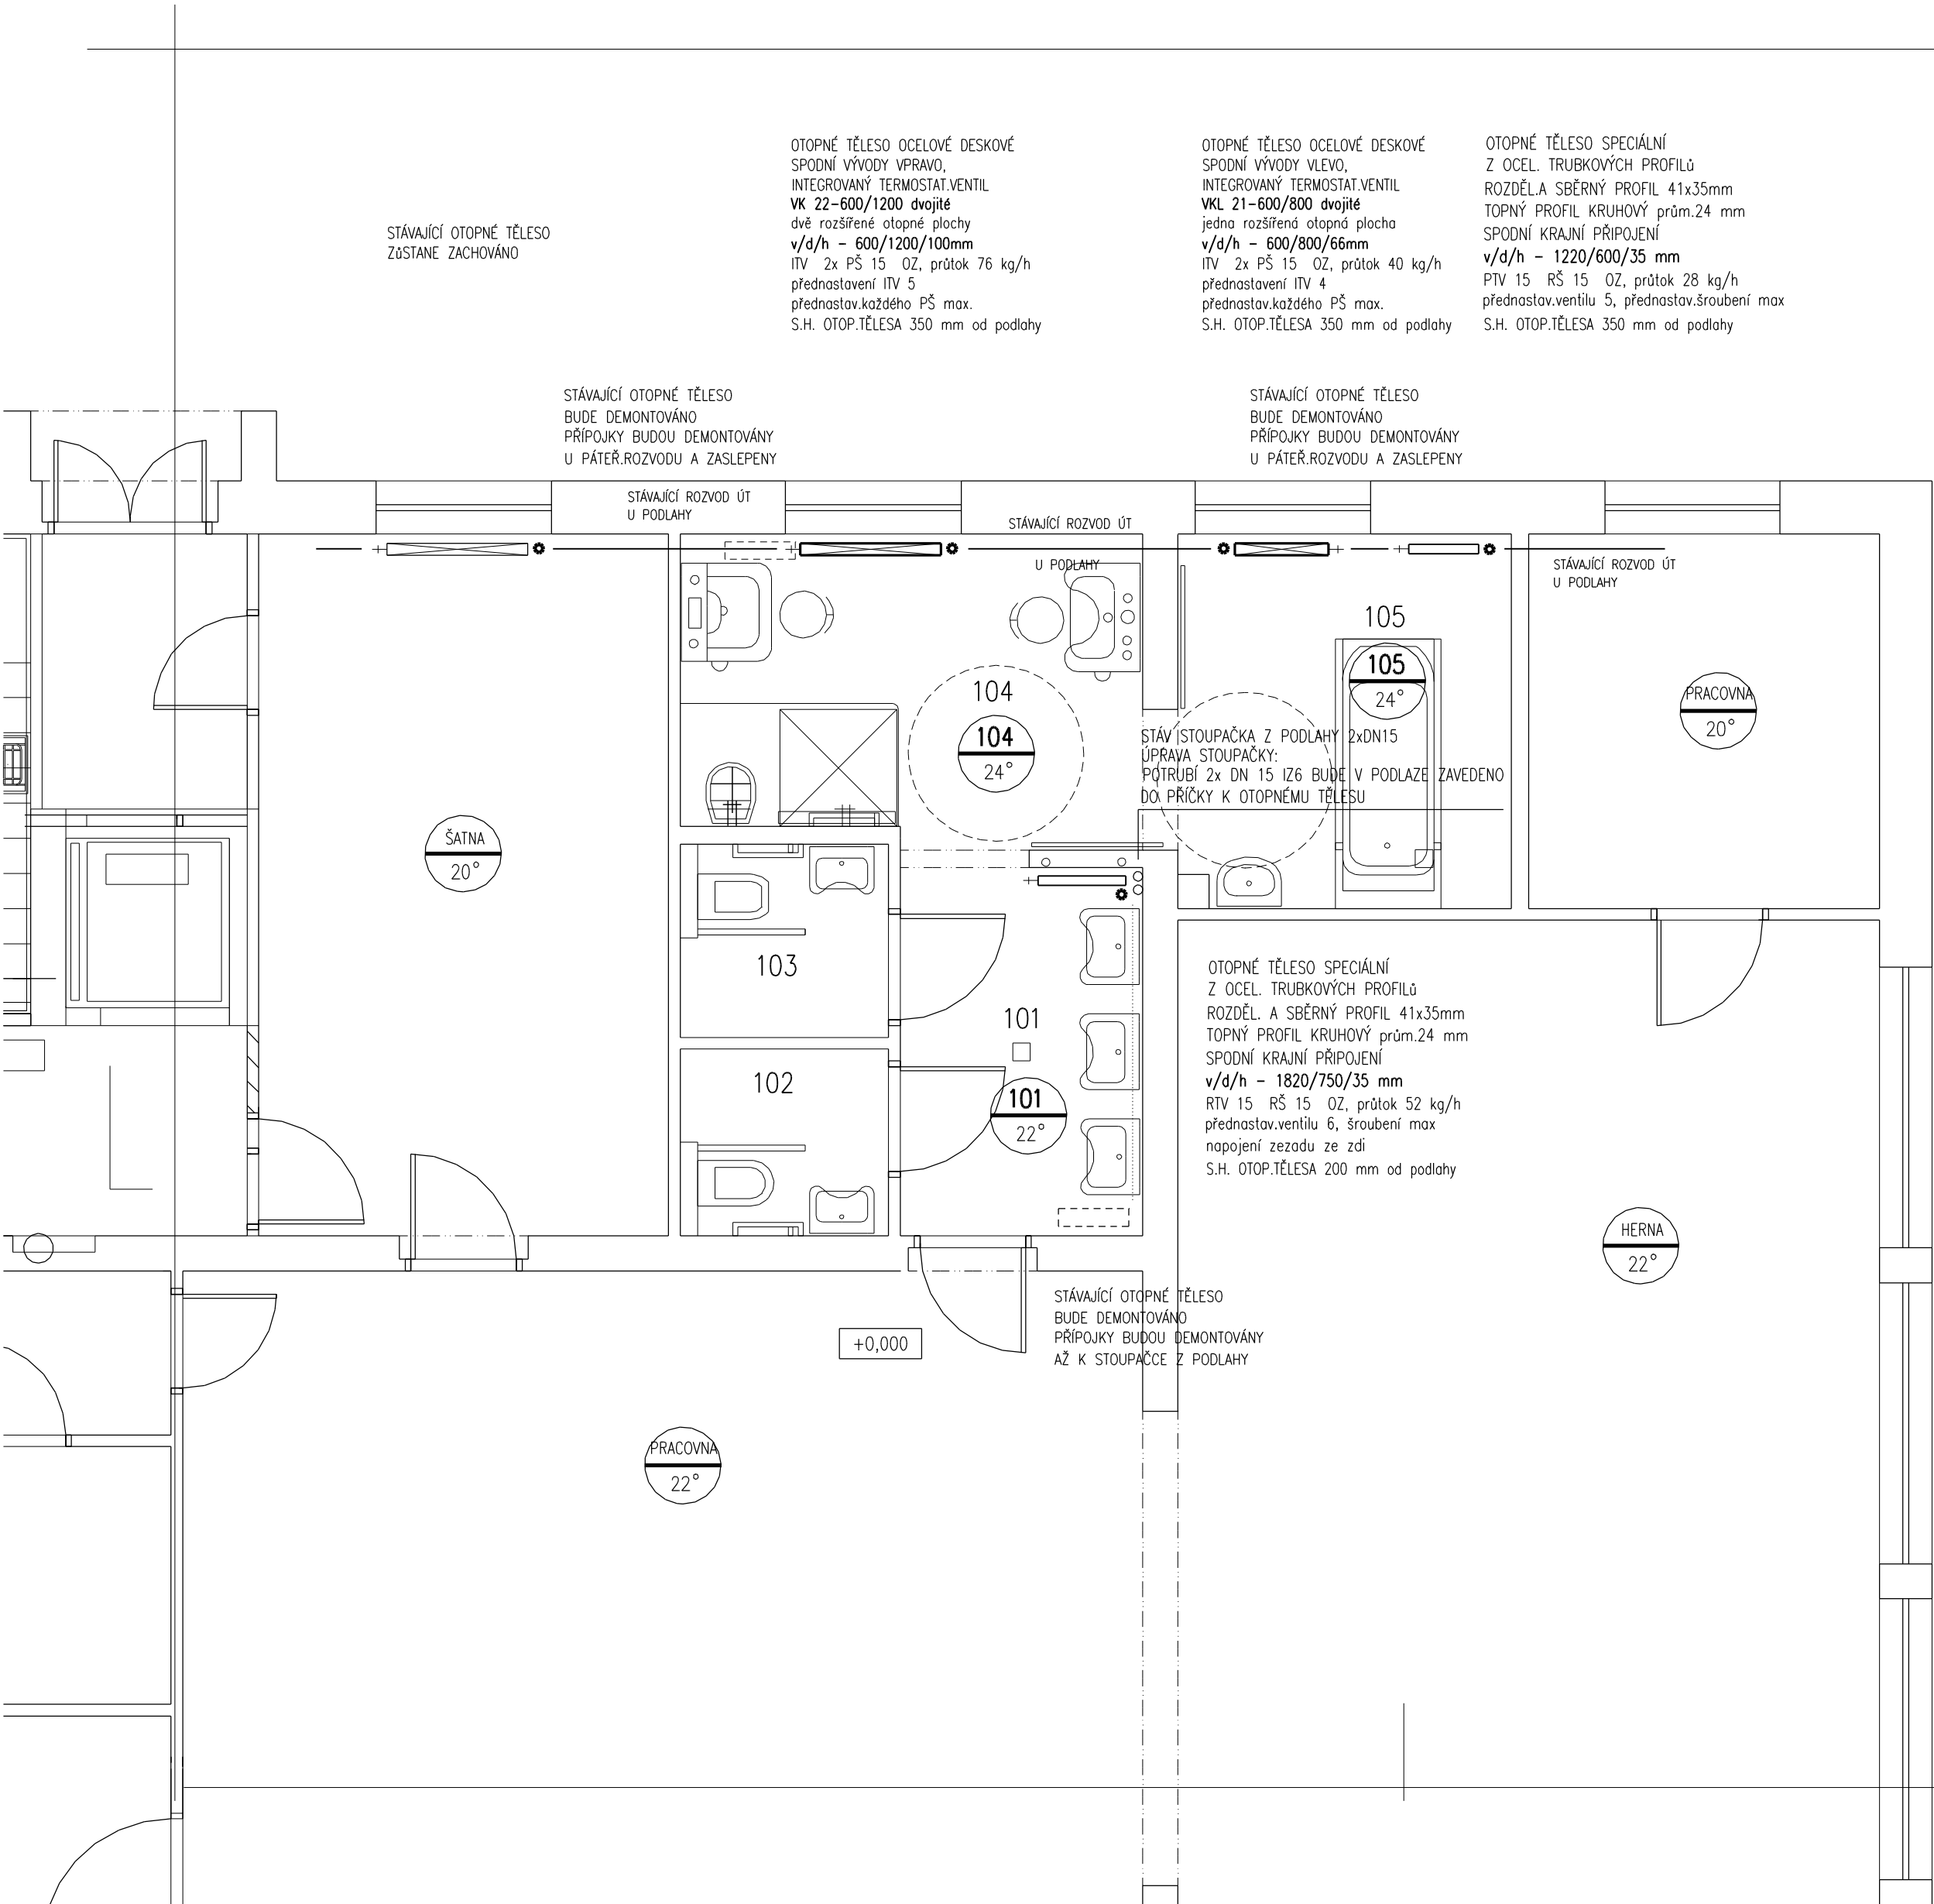 OTOPNÉ TĚLESO OCELOVÉ DESKOVÉ
SPODNÍ VÝVODY VPRAVO,
INTEGROVANÝ TERMOSTAT.VENTIL
VK 22-600/1200 dvojité
dvě rozšířené otopné plochy
v/d/h - 600/1200/100mm
ITV 2x PŠ 15 OZ, průtok 76 kg/h
přednastavení ITV 5
přednastav.každého PŠ max.
S.H. OTOP.TĚLESA 350 mm od podlahy
OTOPNÉ TĚLESO OCELOVÉ DESKOVÉ
SPODNÍ VÝVODY VLEVO,
INTEGROVANÝ TERMOSTAT.VENTIL
VKL 21-600/800 dvojité
jedna rozšířená otopná plocha
v/d/h - 600/800/66mm
ITV 2x PŠ 15 OZ, průtok 40 kg/h
přednastavení ITV 4
přednastav.každého PŠ max.
S.H. OTOP.TĚLESA 350 mm od podlahy
OTOPNÉ TĚLESO SPECIÁLNÍ
Z OCEL. TRUBKOVÝCH PROFILů
ROZDĚL.A SBĚRNÝ PROFIL 41x35mm
TOPNÝ PROFIL KRUHOVÝ prům.24 mm
SPODNÍ KRAJNÍ PŘIPOJENÍ
v/d/h - 1220/600/35 mm
PTV 15 RŠ 15 OZ, průtok 28 kg/h
přednastav.ventilu 5, přednastav.šroubení max
S.H. OTOP.TĚLESA 350 mm od podlahy
STÁVAJÍCÍ OTOPNÉ TĚLESO
ZůSTANE ZACHOVÁNO
STÁVAJÍCÍ OTOPNÉ TĚLESO
BUDE DEMONTOVÁNO
PŘÍPOJKY BUDOU DEMONTOVÁNY
U PÁTEŘ.ROZVODU A ZASLEPENY
STÁVAJÍCÍ OTOPNÉ TĚLESO
BUDE DEMONTOVÁNO
PŘÍPOJKY BUDOU DEMONTOVÁNY
U PÁTEŘ.ROZVODU A ZASLEPENY
STÁVAJÍCÍ ROZVOD ÚT
U PODLAHY
STÁVAJÍCÍ ROZVOD ÚT
U PODLAHY
STÁVAJÍCÍ ROZVOD ÚT
U PODLAHY
105
105
24°
104
104
24°
PRACOVNA
20°
STÁV STOUPAČKA Z PODLAHY 2xDN15
ÚPRAVA STOUPAČKY:
POTRUBÍ 2x DN 15 IZ6 BUDE V PODLAZE ZAVEDENO
DO PŘÍČKY K OTOPNÉMU TĚLESU
ŠATNA
20°
103
102
101
101
22°
OTOPNÉ TĚLESO SPECIÁLNÍ
Z OCEL. TRUBKOVÝCH PROFILů
ROZDĚL. A SBĚRNÝ PROFIL 41x35mm
TOPNÝ PROFIL KRUHOVÝ prům.24 mm
SPODNÍ KRAJNÍ PŘIPOJENÍ
v/d/h - 1820/750/35 mm
RTV 15 RŠ 15 OZ, průtok 52 kg/h
přednastav.ventilu 6, šroubení max
napojení zezadu ze zdi
S.H. OTOP.TĚLESA 200 mm od podlahy
HERNA
22°
STÁVAJÍCÍ OTOPNÉ TĚLESO
BUDE DEMONTOVÁNO
PŘÍPOJKY BUDOU DEMONTOVÁNY
AŽ K STOUPAČCE Z PODLAHY
+0,000
PRACOVNA
22°